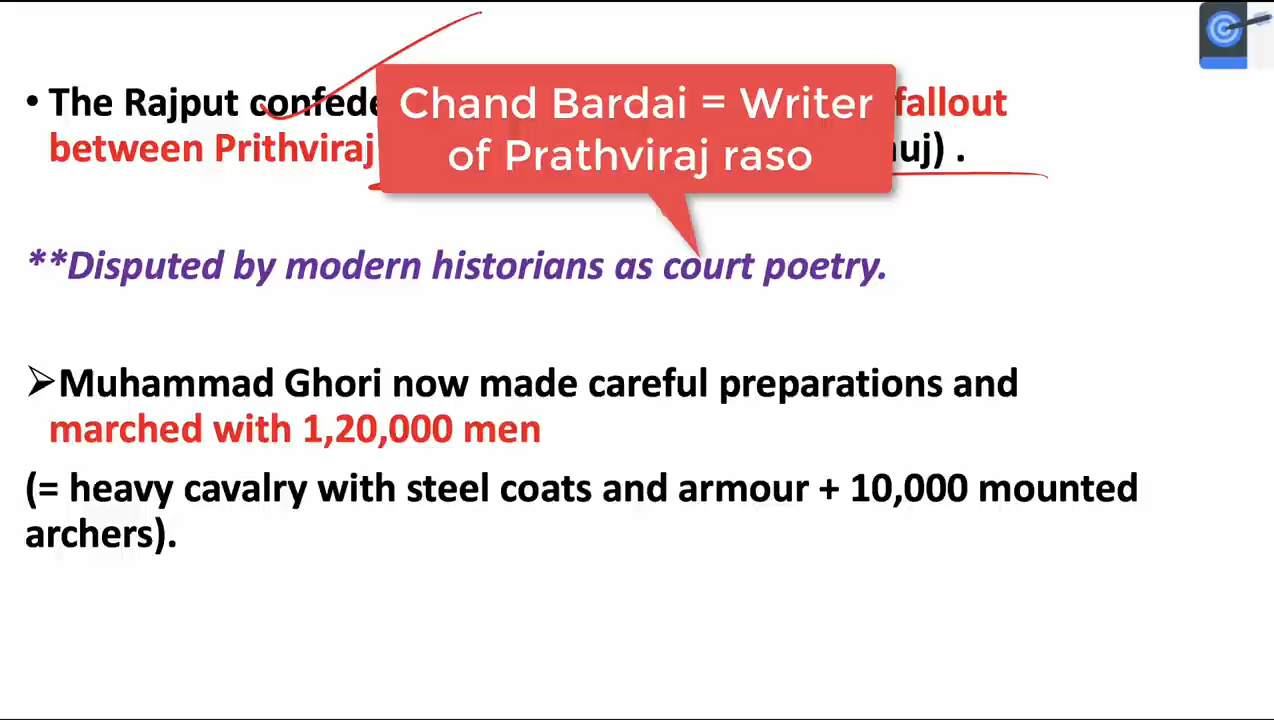 • The Rajput confede
fallout
between Prithviraj
uj) .
Chand Bardai = Writer
of Prathviraj raso
**Disputed by modern historians as court poetry.
➢Muhammad Ghori now made careful preparations and
marched with 1,20,000 men
(= heavy cavalry with steel coats and armour + 10,000 mounted
archers).